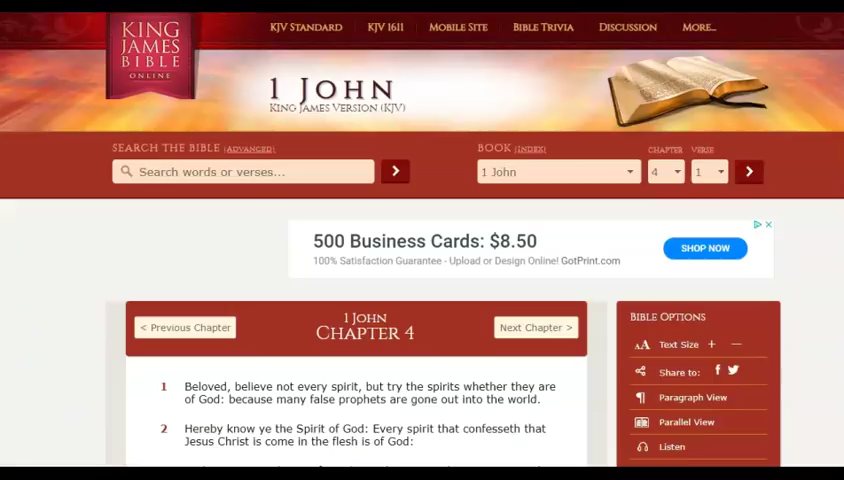 KING
JAMES
BIBLE
ONLINE
KJV STANDARD KJV 1611 MOBILE SITE BIBLE TRIVIA DISCUSSION MORE...
1 JOHN
KING JAMES VERSION (KJV)
SEARCH THE BIBLE (ADVANCED) BOOK (INDEX) CHAPTER VERSE
Search words or verses... 1 John 4 1
500 Business Cards: $8.50
100% Satisfaction Guarantee - Upload or Design Online! GotPrint.com
SHOP NOW
< Previous Chapter
1 JOHN
CHAPTER 4
Next Chapter >
1 Beloved, believe not every spirit, but try the spirits whether they are
of God: because many false prophets are gone out into the world.
2 Hereby know ye the Spirit of God: Every spirit that confesseth that
Jesus Christ is come in the flesh is of God:
BIBLE OPTIONS
AA Text Size + —
Share to: f
Paragraph View
Parallel View
Listen